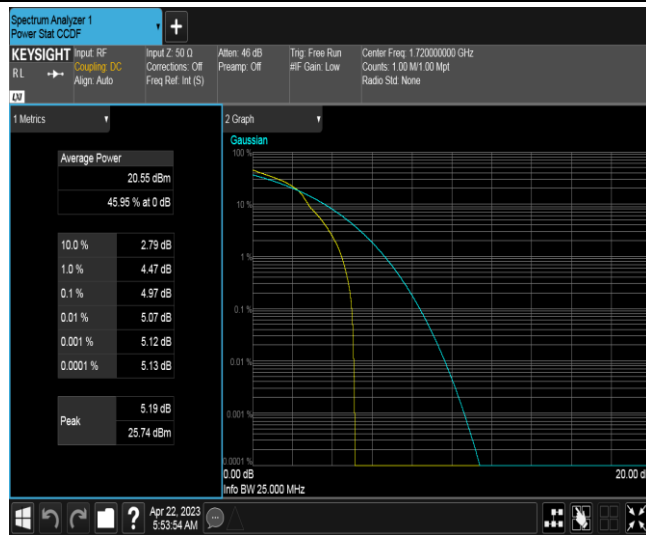 Spectrum Analyzer 1
Power Stat CCDF
+
KEYSIGHT
RL
Input: RF
Coupling: DC
Align: Auto
Input Z: 50 Ω
Corrections: Off
Freq Ref: Int (S)
Atten: 46 dB
Preamp: Off
Trig: Free Run
#IF Gain: Low
Center Freq: 1.720000000 GHz
Counts: 1.00 M/1.00 Mpt
Radio Std: None
1 Metrics
Average Power
20.55 dBm
45.95 % at 0 dB
10.0 % 2.79 dB
1.0 % 4.47 dB
0.1 % 4.97 dB
0.01 % 5.07 dB
0.001 % 5.12 dB
0.0001 % 5.13 dB
Peak
5.19 dB
25.74 dBm
2 Graph
Gaussian
100 %
10 %
1 %
0.1 %
0.01 %
0.001 %
0.0001 %
0.00 dB
20.00 d
Info BW 25.000 MHz
?
Apr 22, 2023
5:53:54 AM